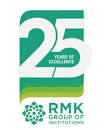 25
YEARS OF
EXCELLENCE
RMK
GROUP OF
INSTITUTIONS